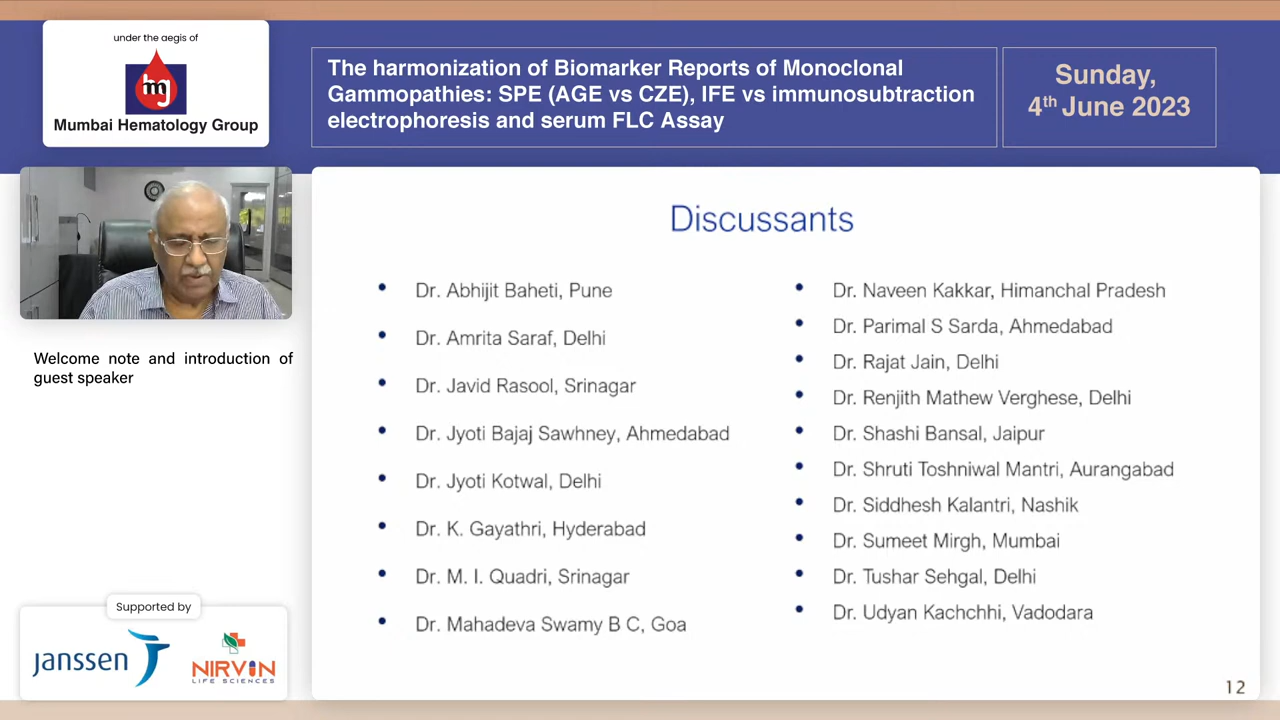 under the aegis of
mg
Mumbai Hematology Group
The harmonization of Biomarker Reports of Monoclonal
Gammopathies: SPE (AGE vs CZE), IFE vs immunosubtraction
electrophoresis and serum FLC Assay
Sunday,
4th June 2023
Welcome note and introduction of
guest speaker
Discussants
• Dr. Abhijit Baheti, Pune
• Dr. Amrita Saraf, Delhi
• Dr. Javid Rasool, Srinagar
• Dr. Jyoti Bajaj Sawhney, Ahmedabad
• Dr. Jyoti Kotwal, Delhi
• Dr. K. Gayathri, Hyderabad
• Dr. M. I. Quadri, Srinagar
• Dr. Mahadeva Swamy B C, Goa
• Dr. Naveen Kakkar, Himanchal Pradesh
• Dr. Parimal S Sarda, Ahmedabad
• Dr. Rajat Jain, Delhi
• Dr. Renjith Mathew Verghese, Delhi
• Dr. Shashi Bansal, Jaipur
• Dr. Shruti Toshniwal Mantri, Aurangabad
• Dr. Siddhesh Kalantri, Nashik
• Dr. Sumeet Mirgh, Mumbai
• Dr. Tushar Sehgal, Delhi
• Dr. Udyan Kachchhi, Vadodara
12
Supported by
janssen
NIRVIN
LIFE SCIENCES